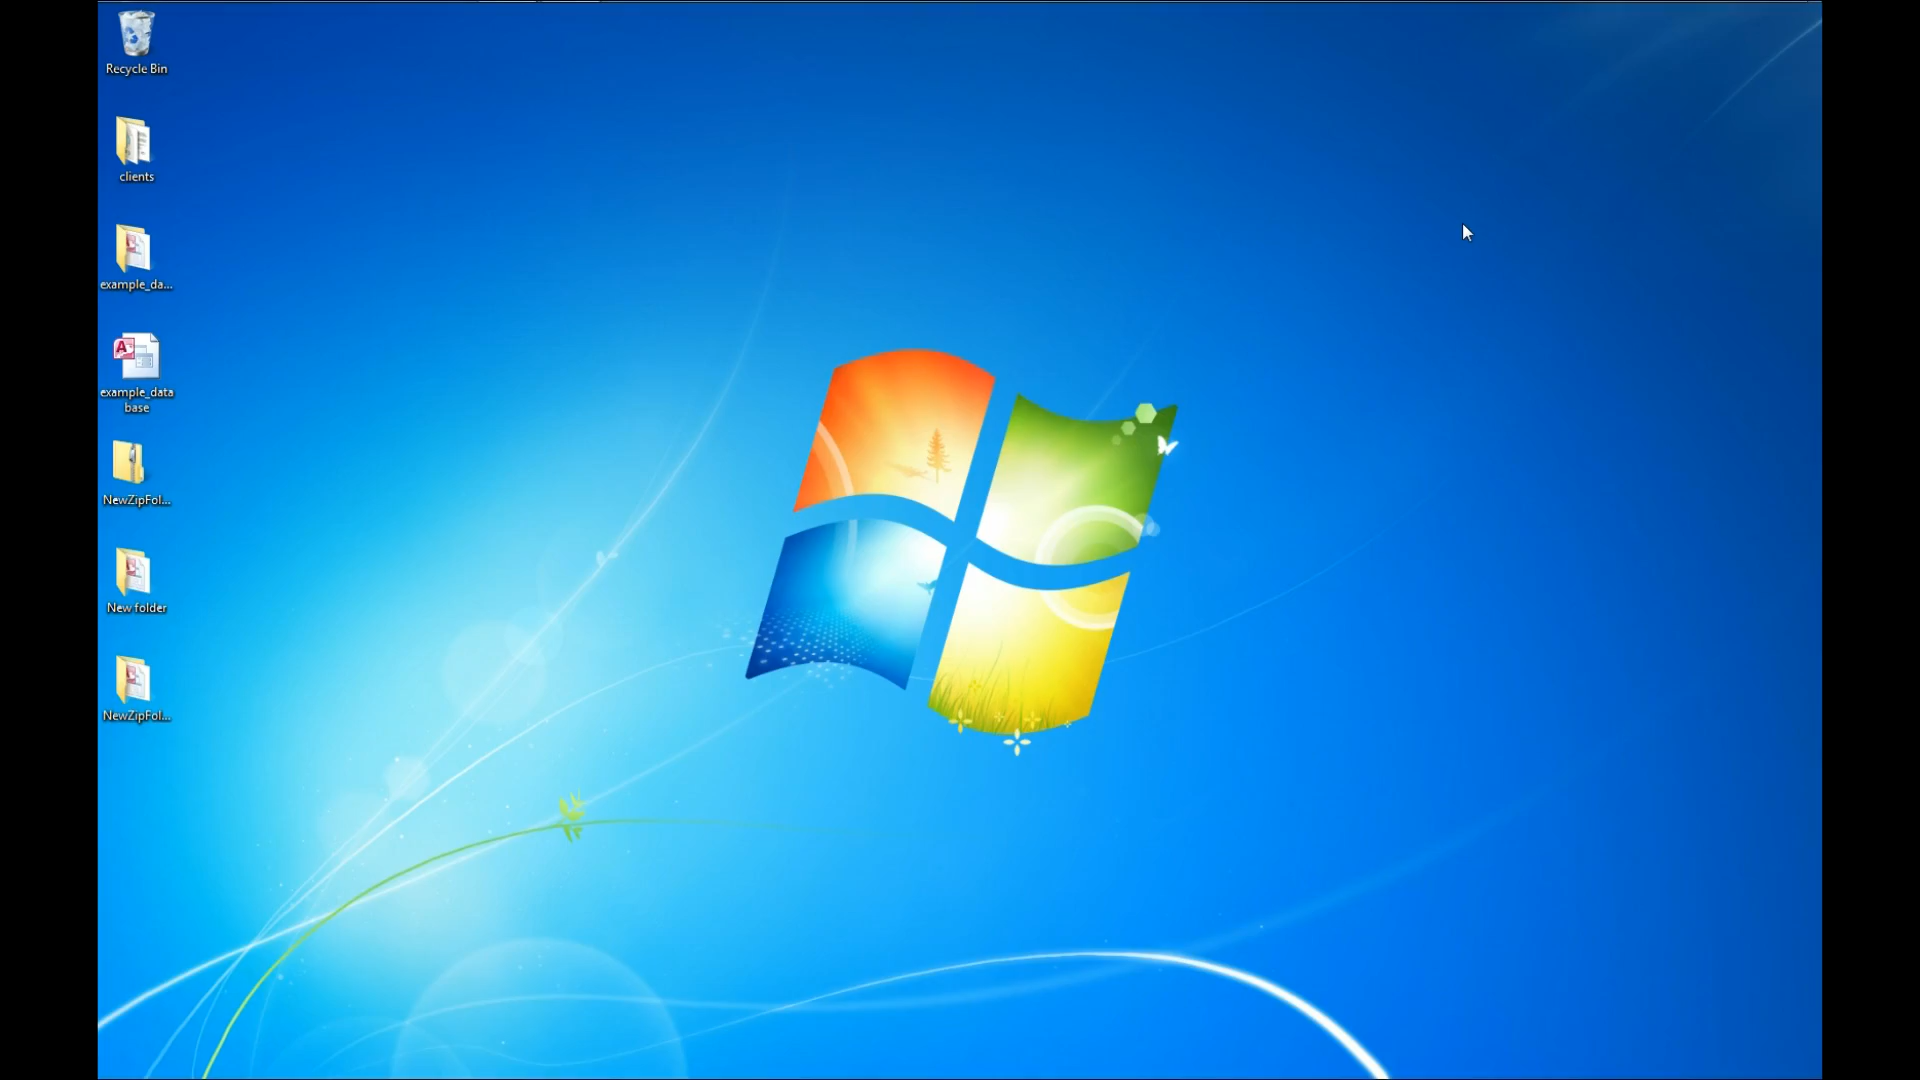 Recycle Bin
clients
example_da...
example_data
base
NewZipFol...
New folder
NewZipFol...